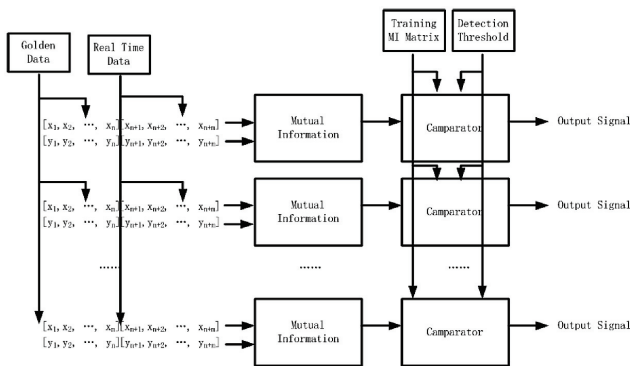 Golden Data
Real Time Data
Training MI Matrix
Detection Threshold
[x1,x2, …, xn][xn+1,xn+2, …, xn+m]
[y1,y2, …, yn][yn+1,yn+2, …, yn+m]
Mutual Information
Camparator
Output Signal
[x1,x2, …, xn][xn+1,xn+2, …, xn+m]
[y1,y2, …, yn][yn+1,yn+2, …, yn+m]
Mutual Information
Camparator
Output Signal
……
……
……
[x1,x2, …, xm][xn+1,xn+2, …, xn+m]
[y1,y2, …, yn][yn+1,yn+2, …, yn+m]
Mutual Information
Camparator
Output Signal